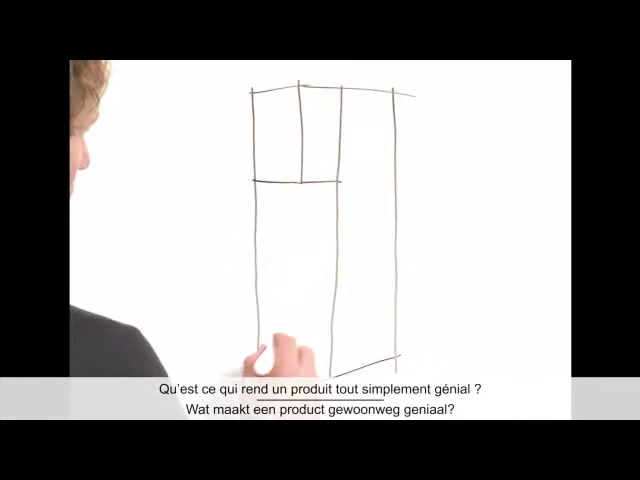 Qu'est ce qui rend un produit tout simplement génial ?
Wat maakt een product gewoonweg geniaal?